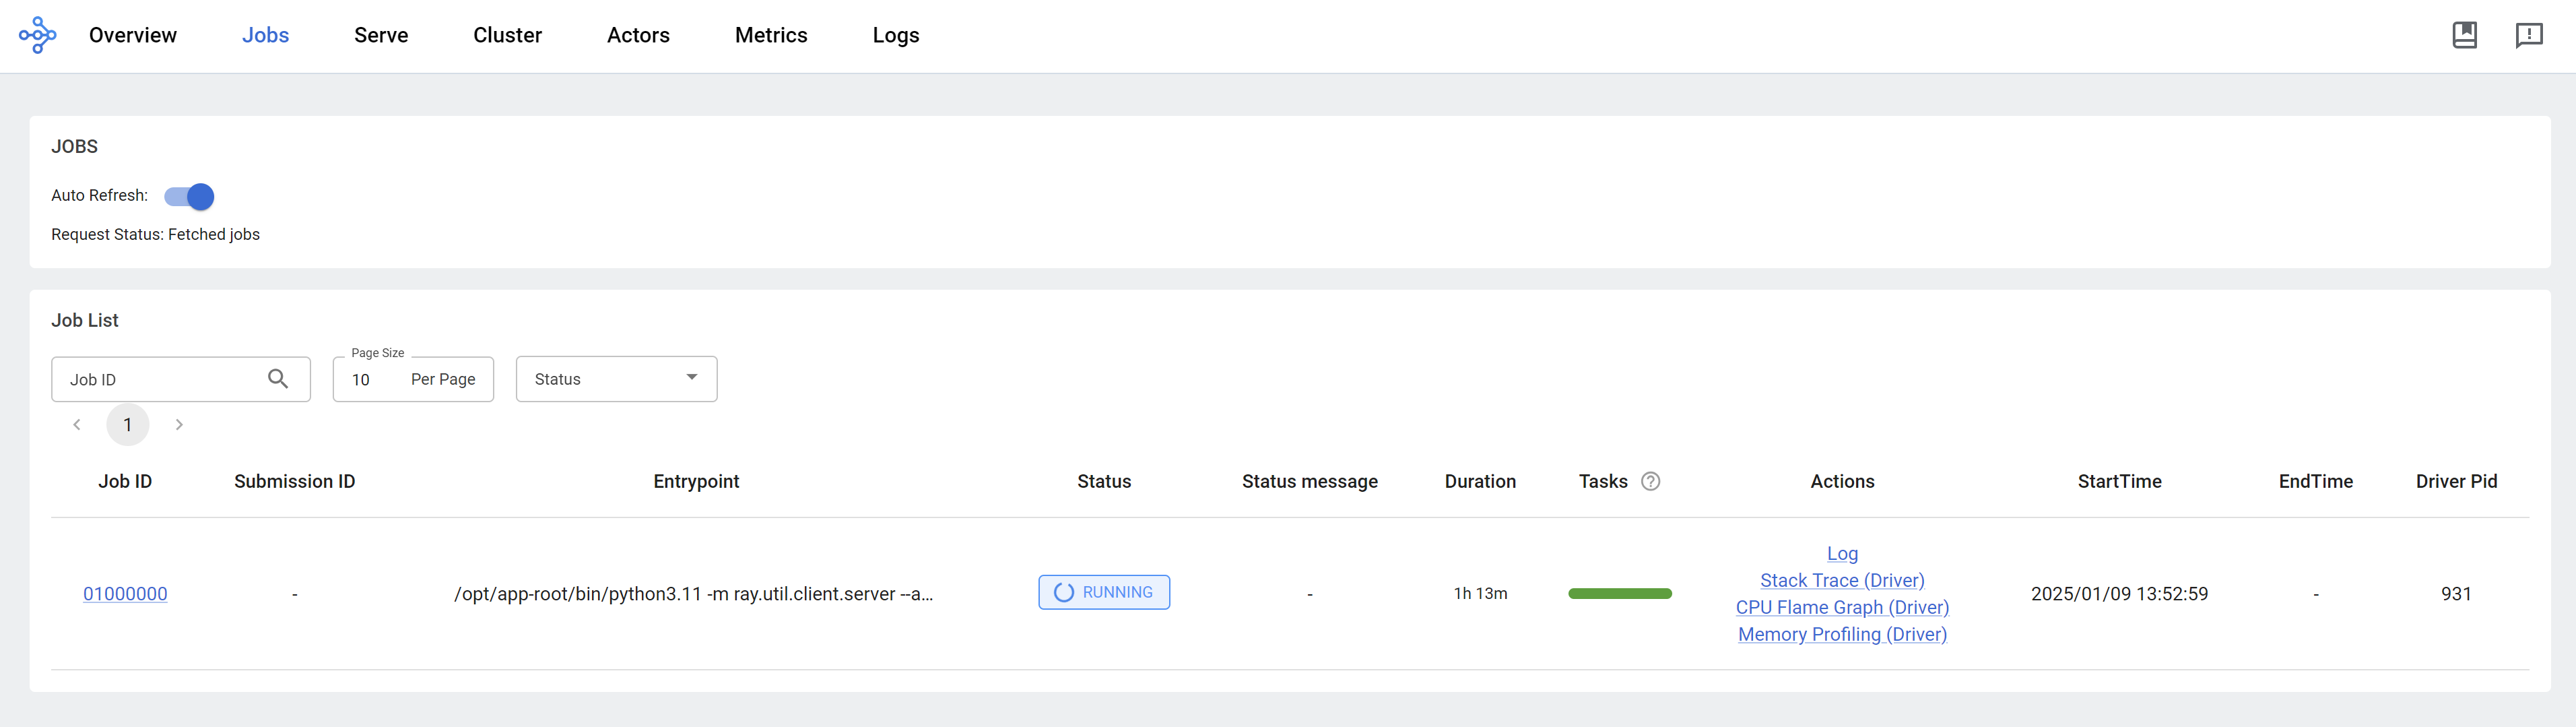 Overview Jobs Serve Cluster Actors Metrics Logs
JOBS
Auto Refresh:
Request Status: Fetched jobs
Job List
Job ID
Page Size
10 Per Page
Status
1
Job ID Submission ID Entrypoint Status Status message Duration Tasks ? Actions StartTime EndTime Driver Pid
01000000 - /opt/app-root/bin/python3.11 -m ray.util.client.server --a... RUNNING - 1h 13m
Log
Stack Trace (Driver)
CPU Flame Graph (Driver)
Memory Profiling (Driver)
2025/01/09 13:52:59 - 931